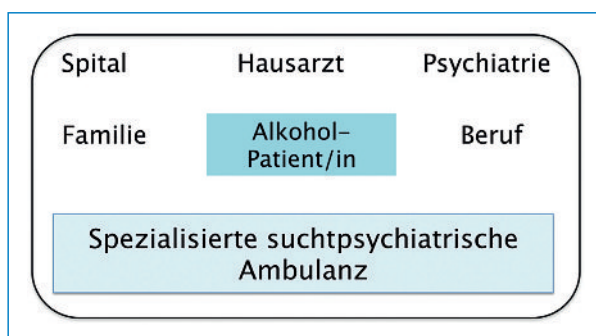 Spital Hausarzt Psychiatrie
Familie Alkohol-
Patient/in Beruf
Spezialisierte suchtpsychiatrische
Ambulanz